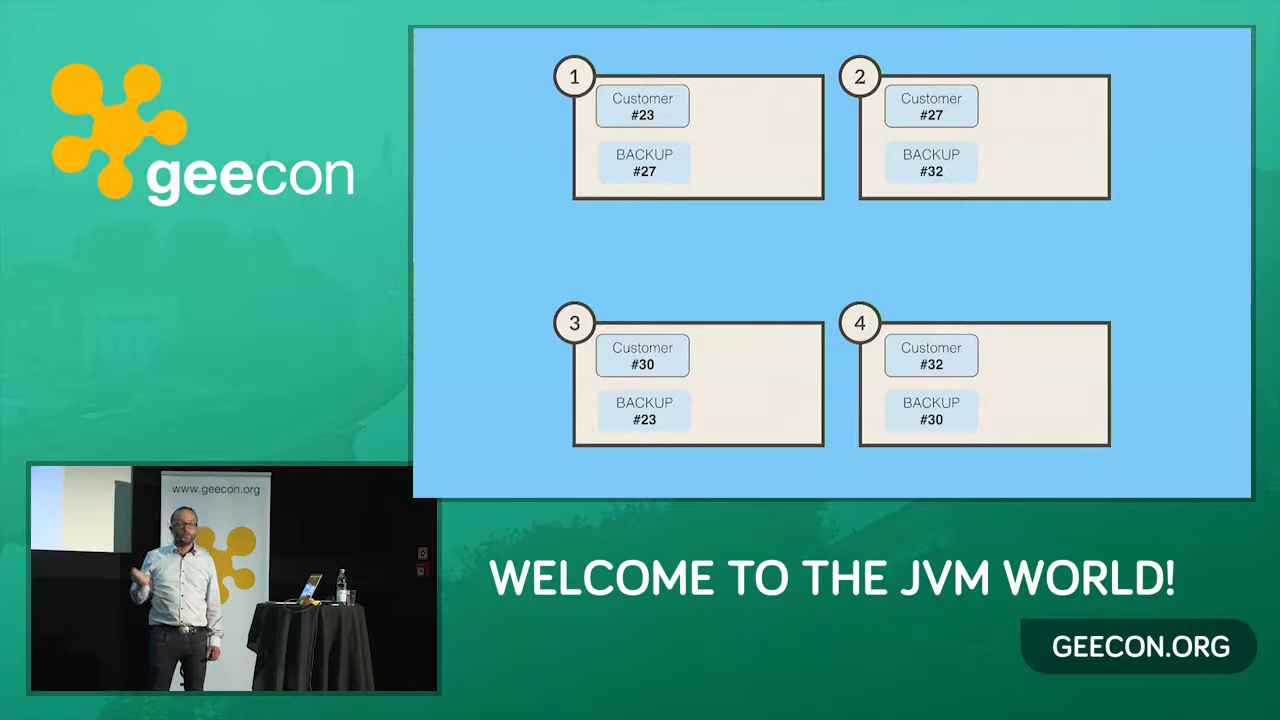 geecon
1
Customer
#23
BACKUP
#27
2
Customer
#27
BACKUP
#32
3
Customer
#30
BACKUP
#23
4
Customer
#32
BACKUP
#30
www.geecon.org
WELCOME TO THE JVM WORLD!
GEECON.ORG